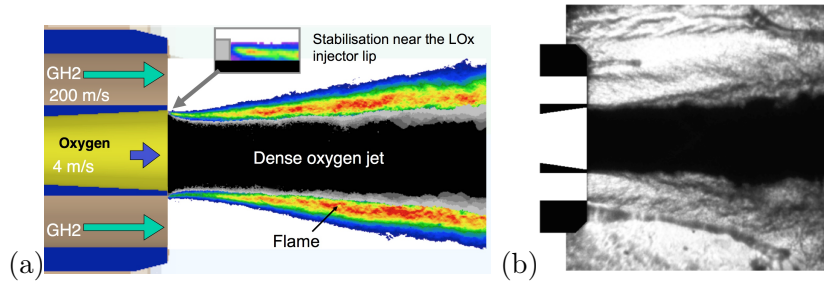 Stabilisation near the LOx
injector lip
GH2
200 m/s
Oxygen
4 m/s
Dense oxygen jet
GH2
Flame
(a)
(b)